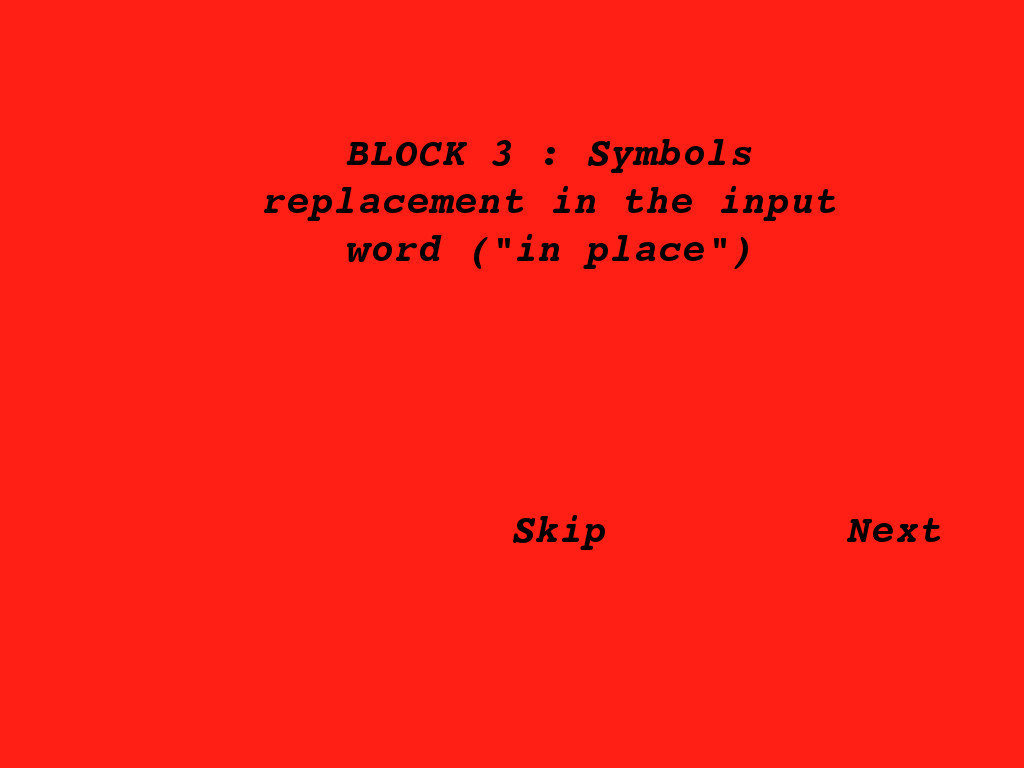 BLOCK 3 : Symbols
replacement in the input
word ("in place")
Skip Next